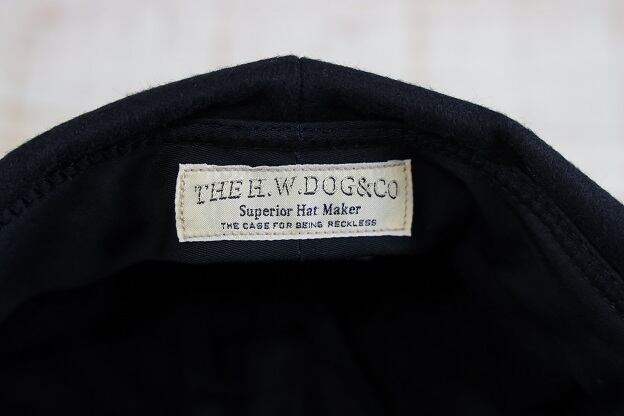 THE H.W.DOG&CO
Superior Hat Maker
THE CASE FOR BEING RECKLESS